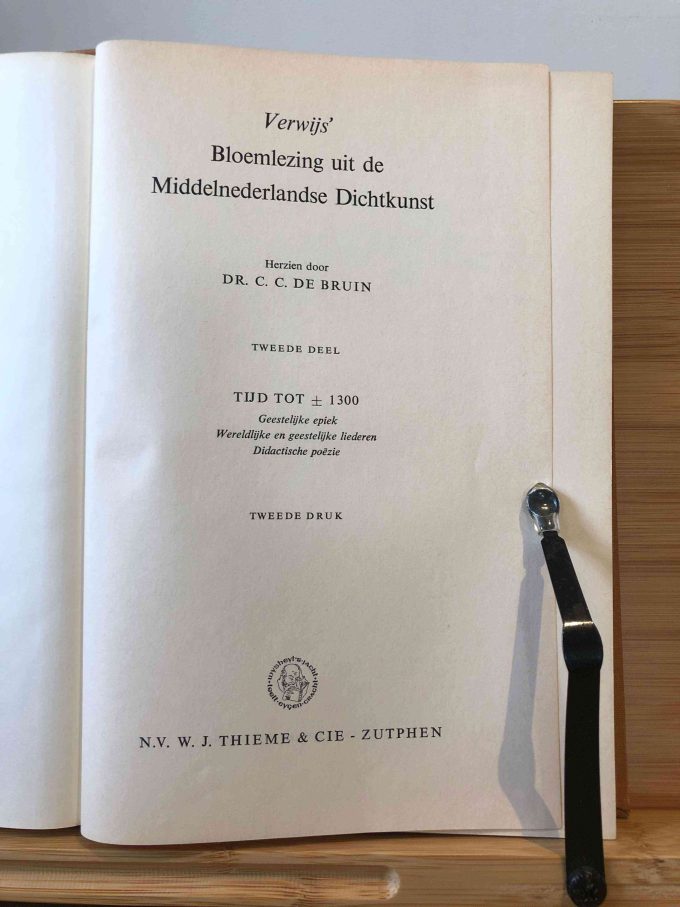 Verwijs’
Bloemlezing uit de
Middelnederlandse Dichtkunst
Herzien door
DR. C. C. DE BRUIN
TWEEDE DEEL
TIJD TOT ± 1300
Geestelijke epiek
Wereldlijke en geestelijke liederen
Didactische poëzie
TWEEDE DRUK
N.V. W. J. THIEME & CIE - ZUTPHEN